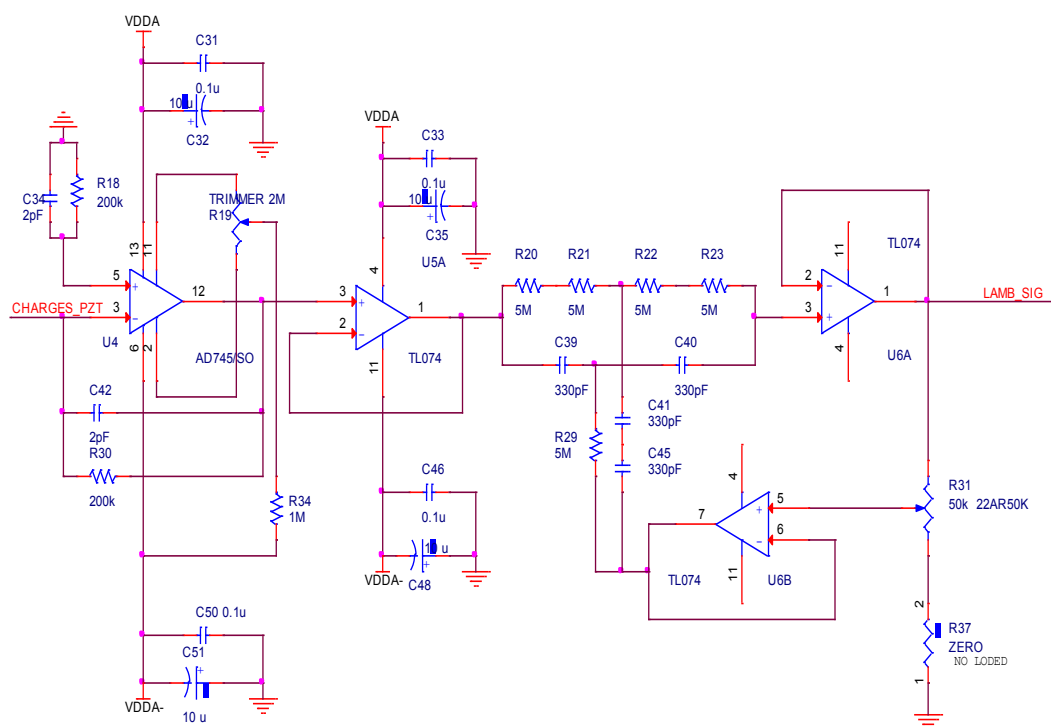 VDDA
C31
0.1u
10 u
+
C32
C34
2pF
R18
200k
TRIMMER 2M
R19
13
11
5
+
3
-
12
CHARGES_PZT
U4
6
2
AD745/SO
C42
2pF
R30
200k
R34
1M
C50 0.1u
C51
+
10 u
VDDA-
VDDA
C33
0.1u
10 u
+
C35
U5A
4
3
+
2
-
1
11
TL074
C46
0.1u
10 u
+
VDDA-
C48
R20
R21
R22
R23
5M
5M
5M
5M
C39
330pF
C40
330pF
C41
330pF
R29
5M
C45
330pF
11
TL074
2
-
3
+
1
LAMB_SIG
4
U6A
4
7
5
+
6
-
11
TL074
U6B
R31
50k 22AR50K
2
R37
ZERO
NO LODED
1